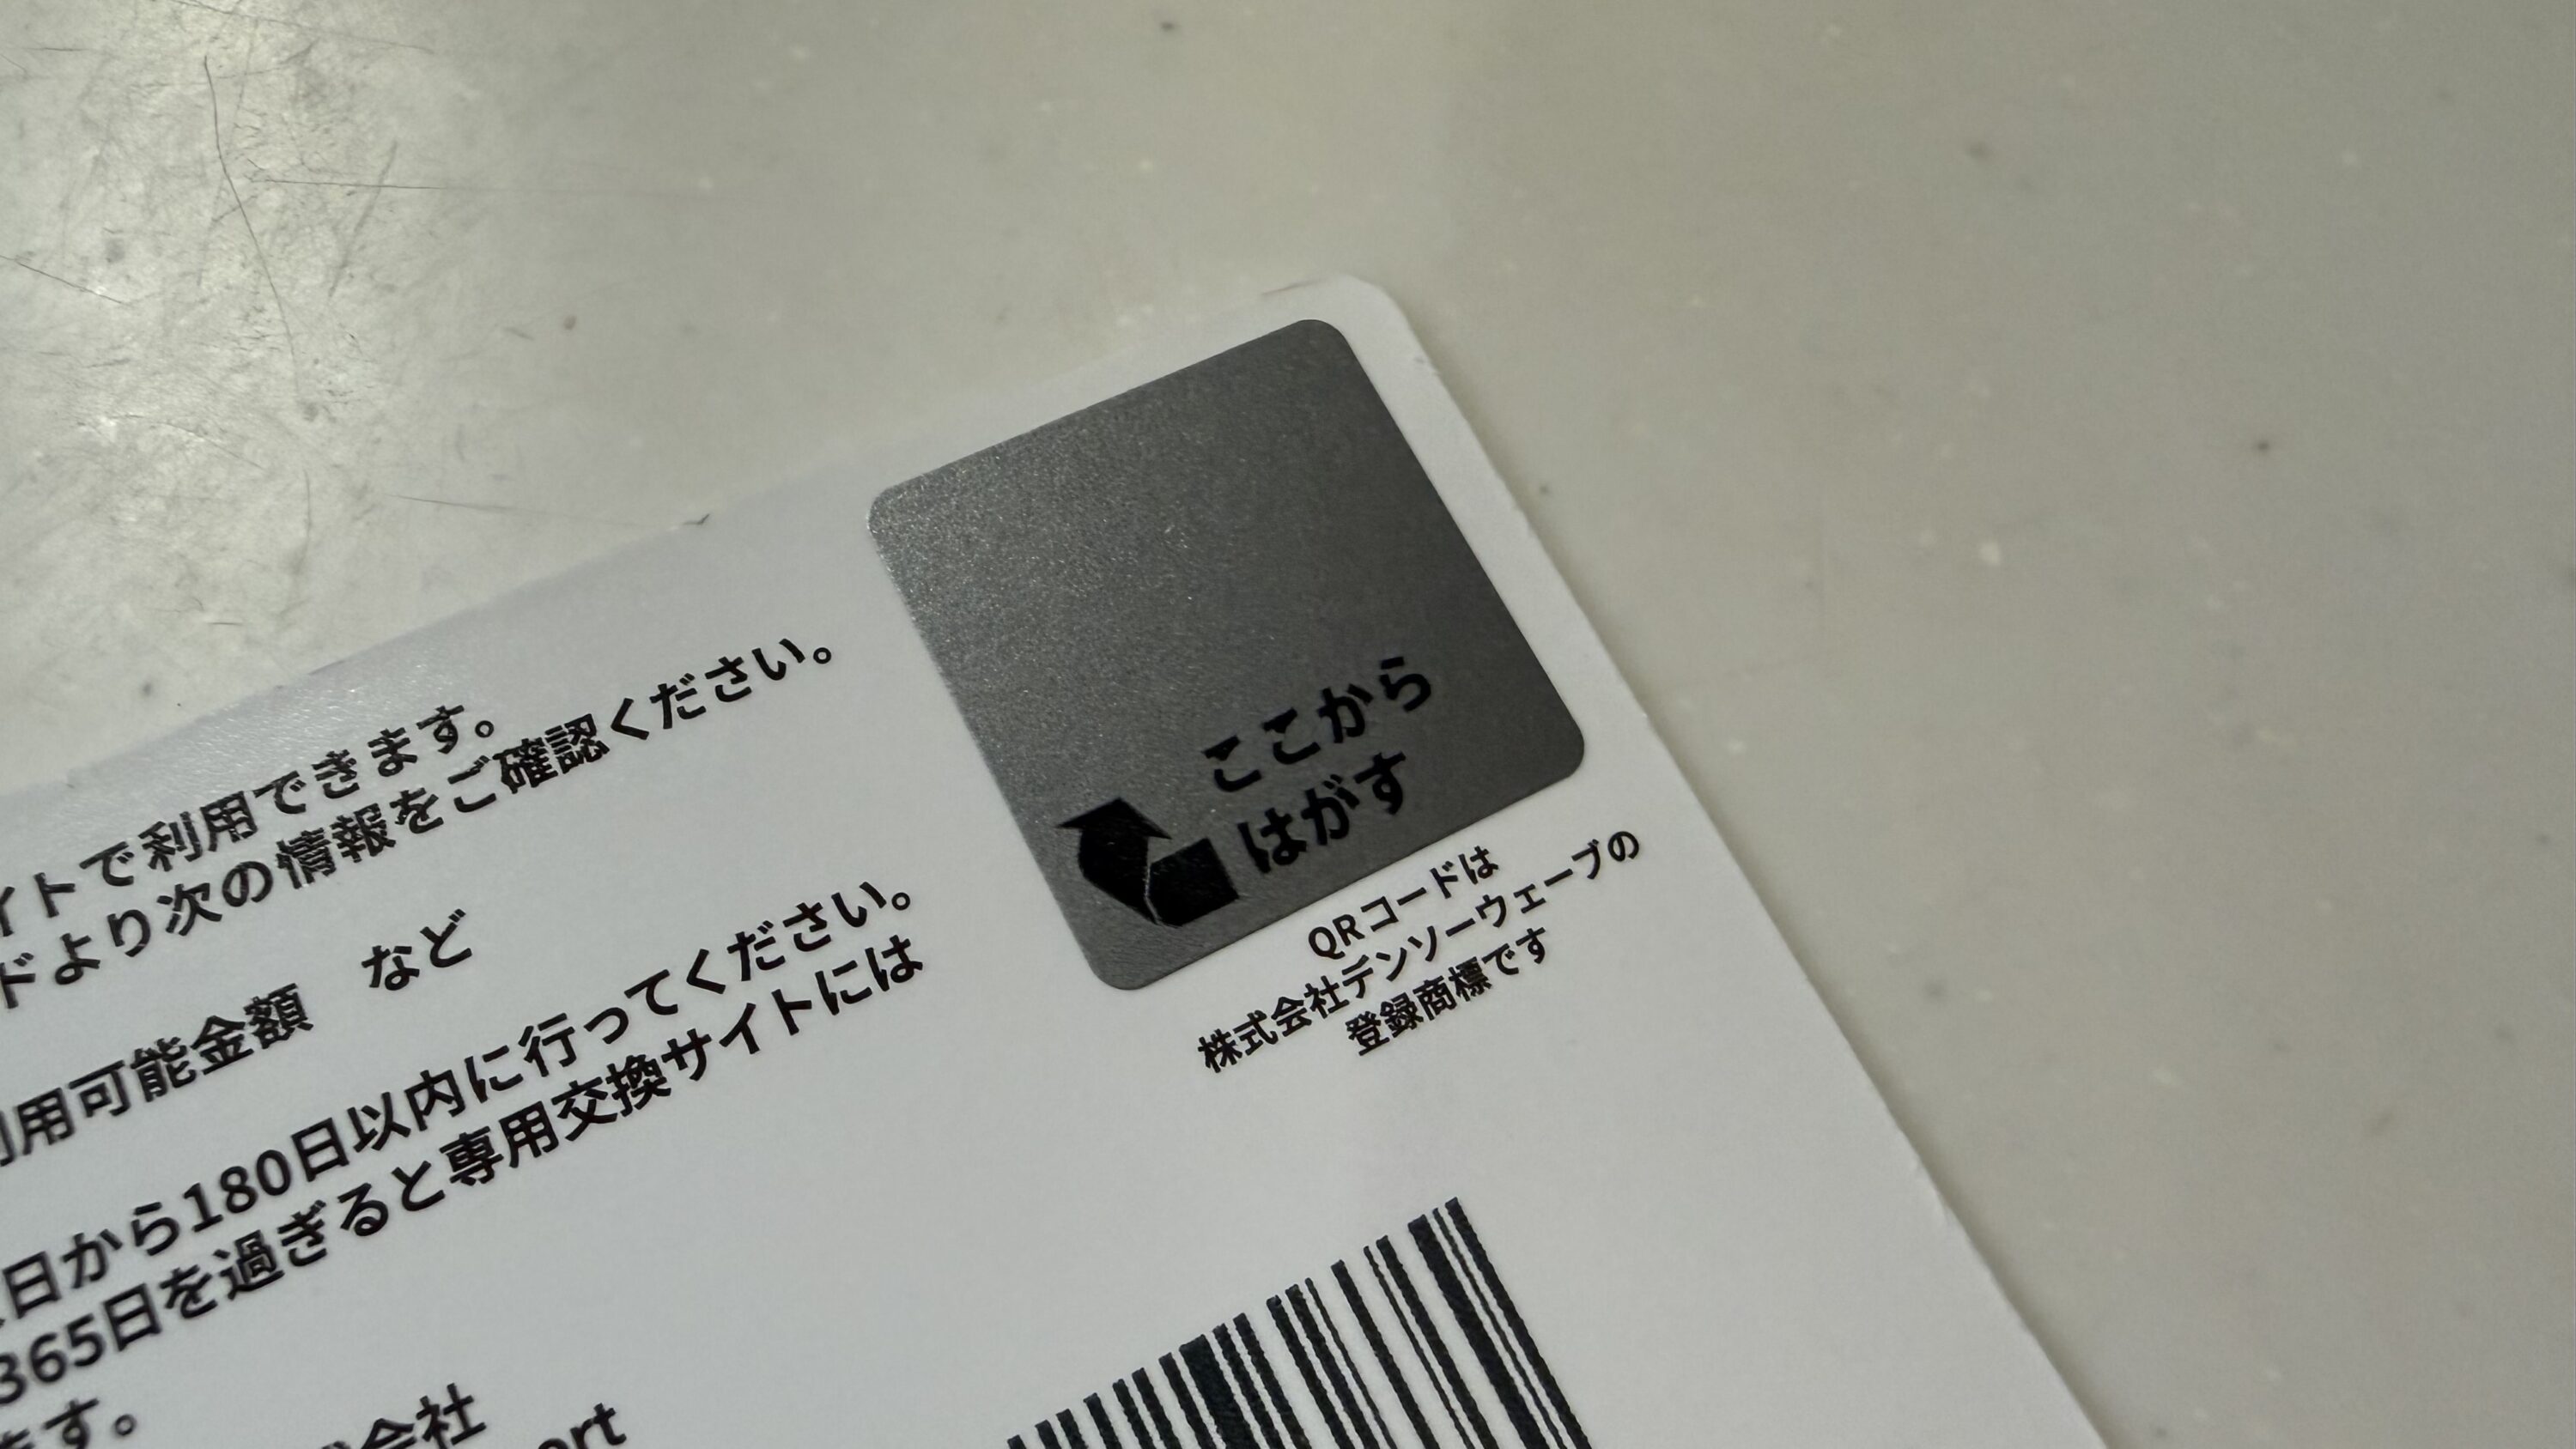 イトで利用できます。
ドより次の情報をご確認ください。
利用可能金額　など
日から180日以内に行ってください。
365日を過ぎると専用交換サイトには
ます。
会社
ort
ここから
はがす
QRコードは
株式会社デンソーウェーブの
登録商標です